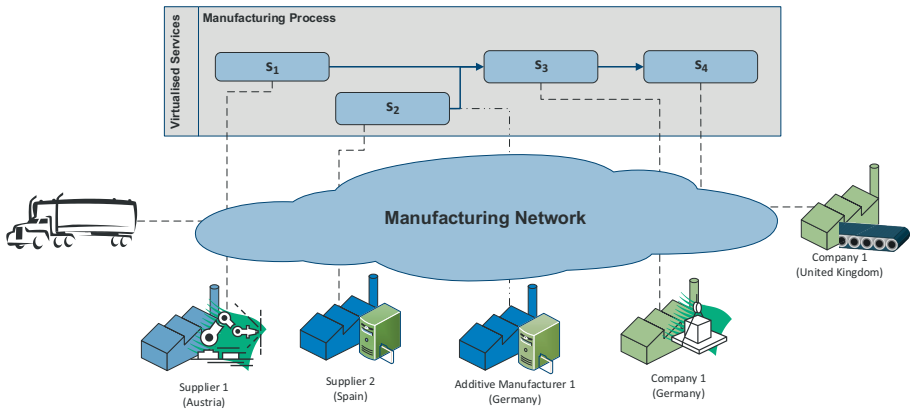 Manufacturing Process
Virtualised Services
S1
S3
S4
S2
Manufacturing Network
Company 1
(United Kingdom)
Supplier 1
(Austria)
Supplier 2
(Spain)
Additive Manufacturer 1
(Germany)
Company 1
(Germany)